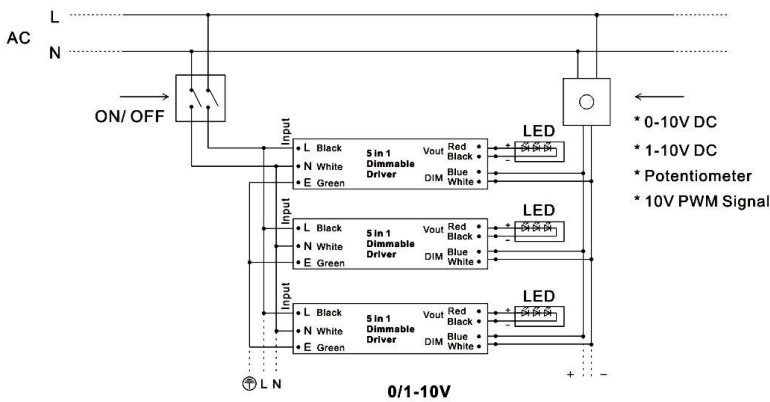 L
AC
N
ON/ OFF
* 0-10V DC
* 1-10V DC
* Potentiometer
* 10V PWM Signal
Input
L Black
N White
E Green
5 in 1
Dimmable
Driver
Vout Red
Black
DIM Blue
White
+
−
LED
Input
L Black
N White
E Green
5 in 1
Dimmable
Driver
Vout Red
Black
DIM Blue
White
+
−
LED
Input
L Black
N White
E Green
5 in 1
Dimmable
Driver
Vout Red
Black
DIM Blue
White
+
−
LED
L N
+ −
0/1-10V